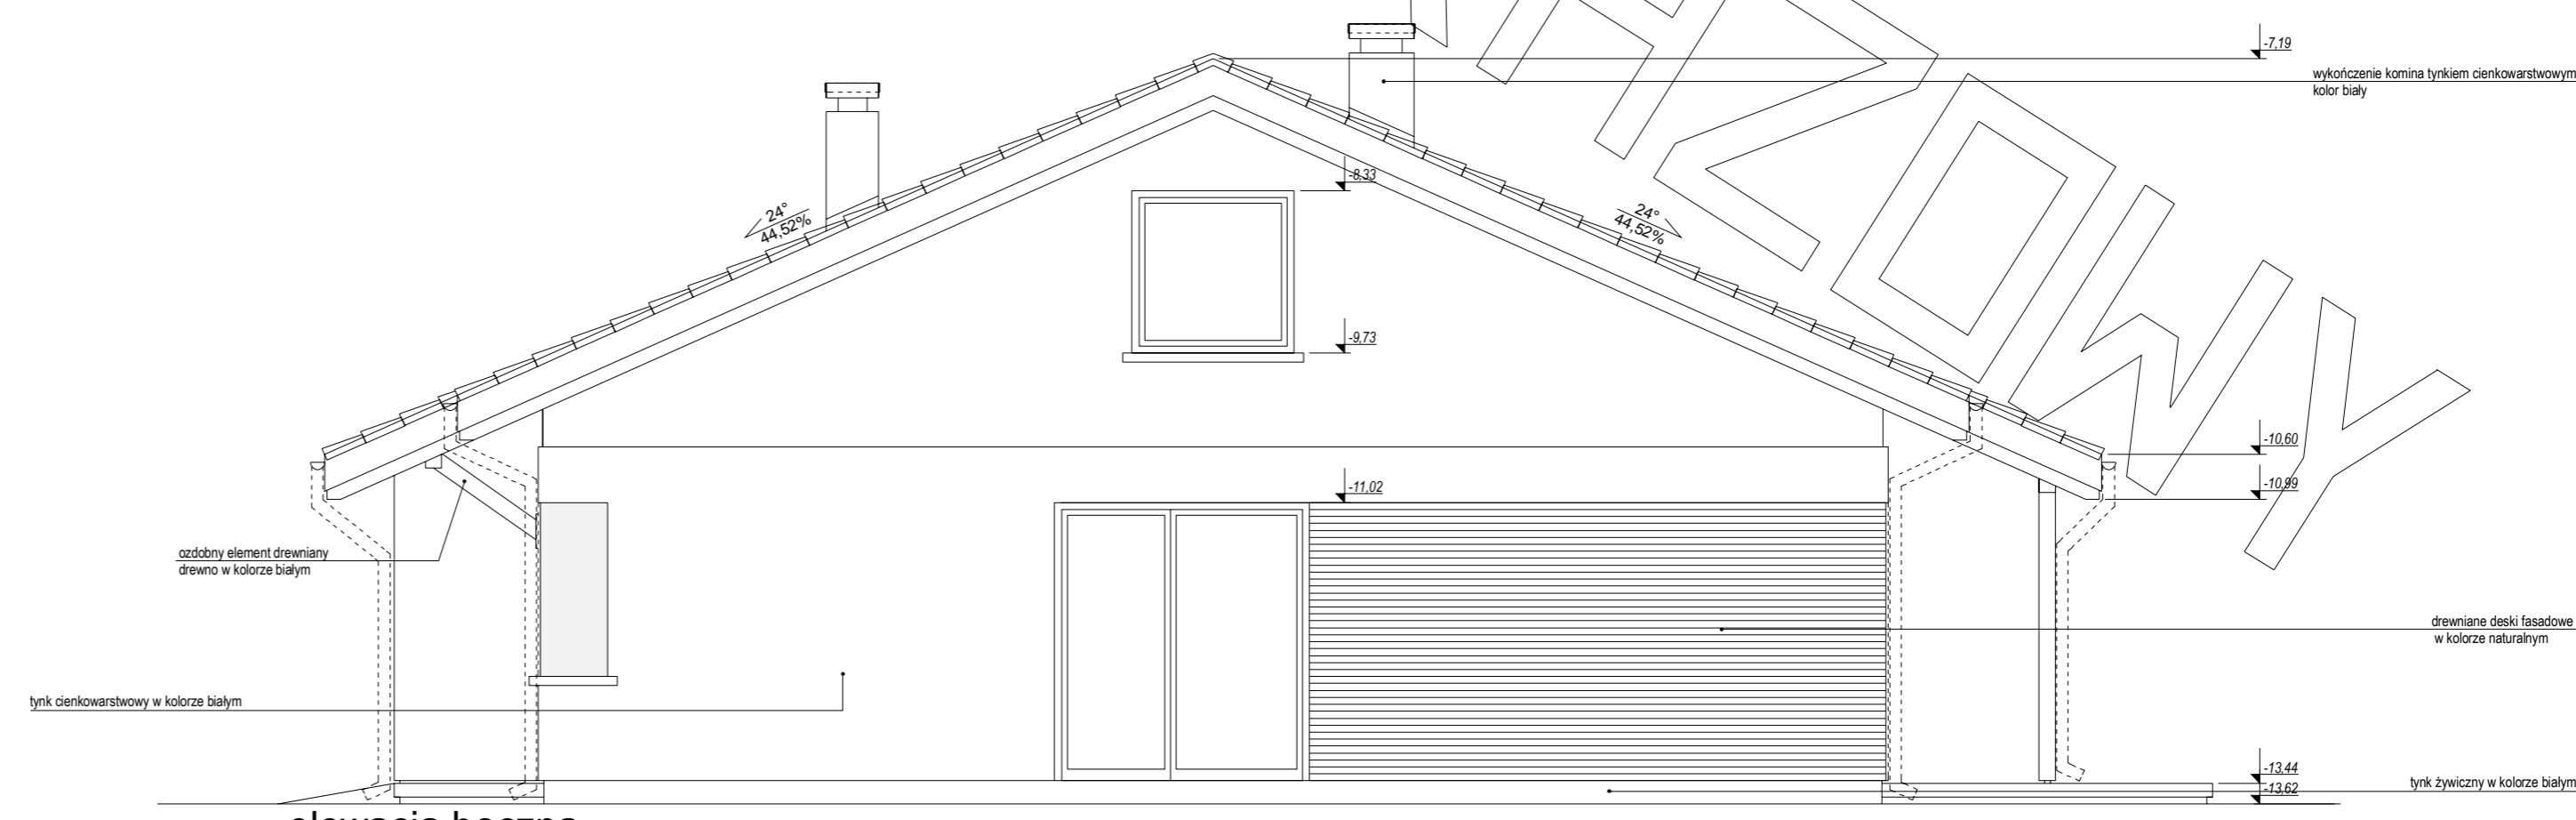 -7,19
wykończenie komina tynkiem cienkowarstwowym
kolor biały
-8,33
24°
44,52%
24°
44,52%
-9,73
-10,60
-10,99
-11,02
ozdobny element drewniany
drewno w kolorze białym
drewniane deski fasadowe
w kolorze naturalnym
tynk cienkowarstwowy w kolorze białym
-13,44
tynk żywiczny w kolorze białym
-13,62
elewacja boczna